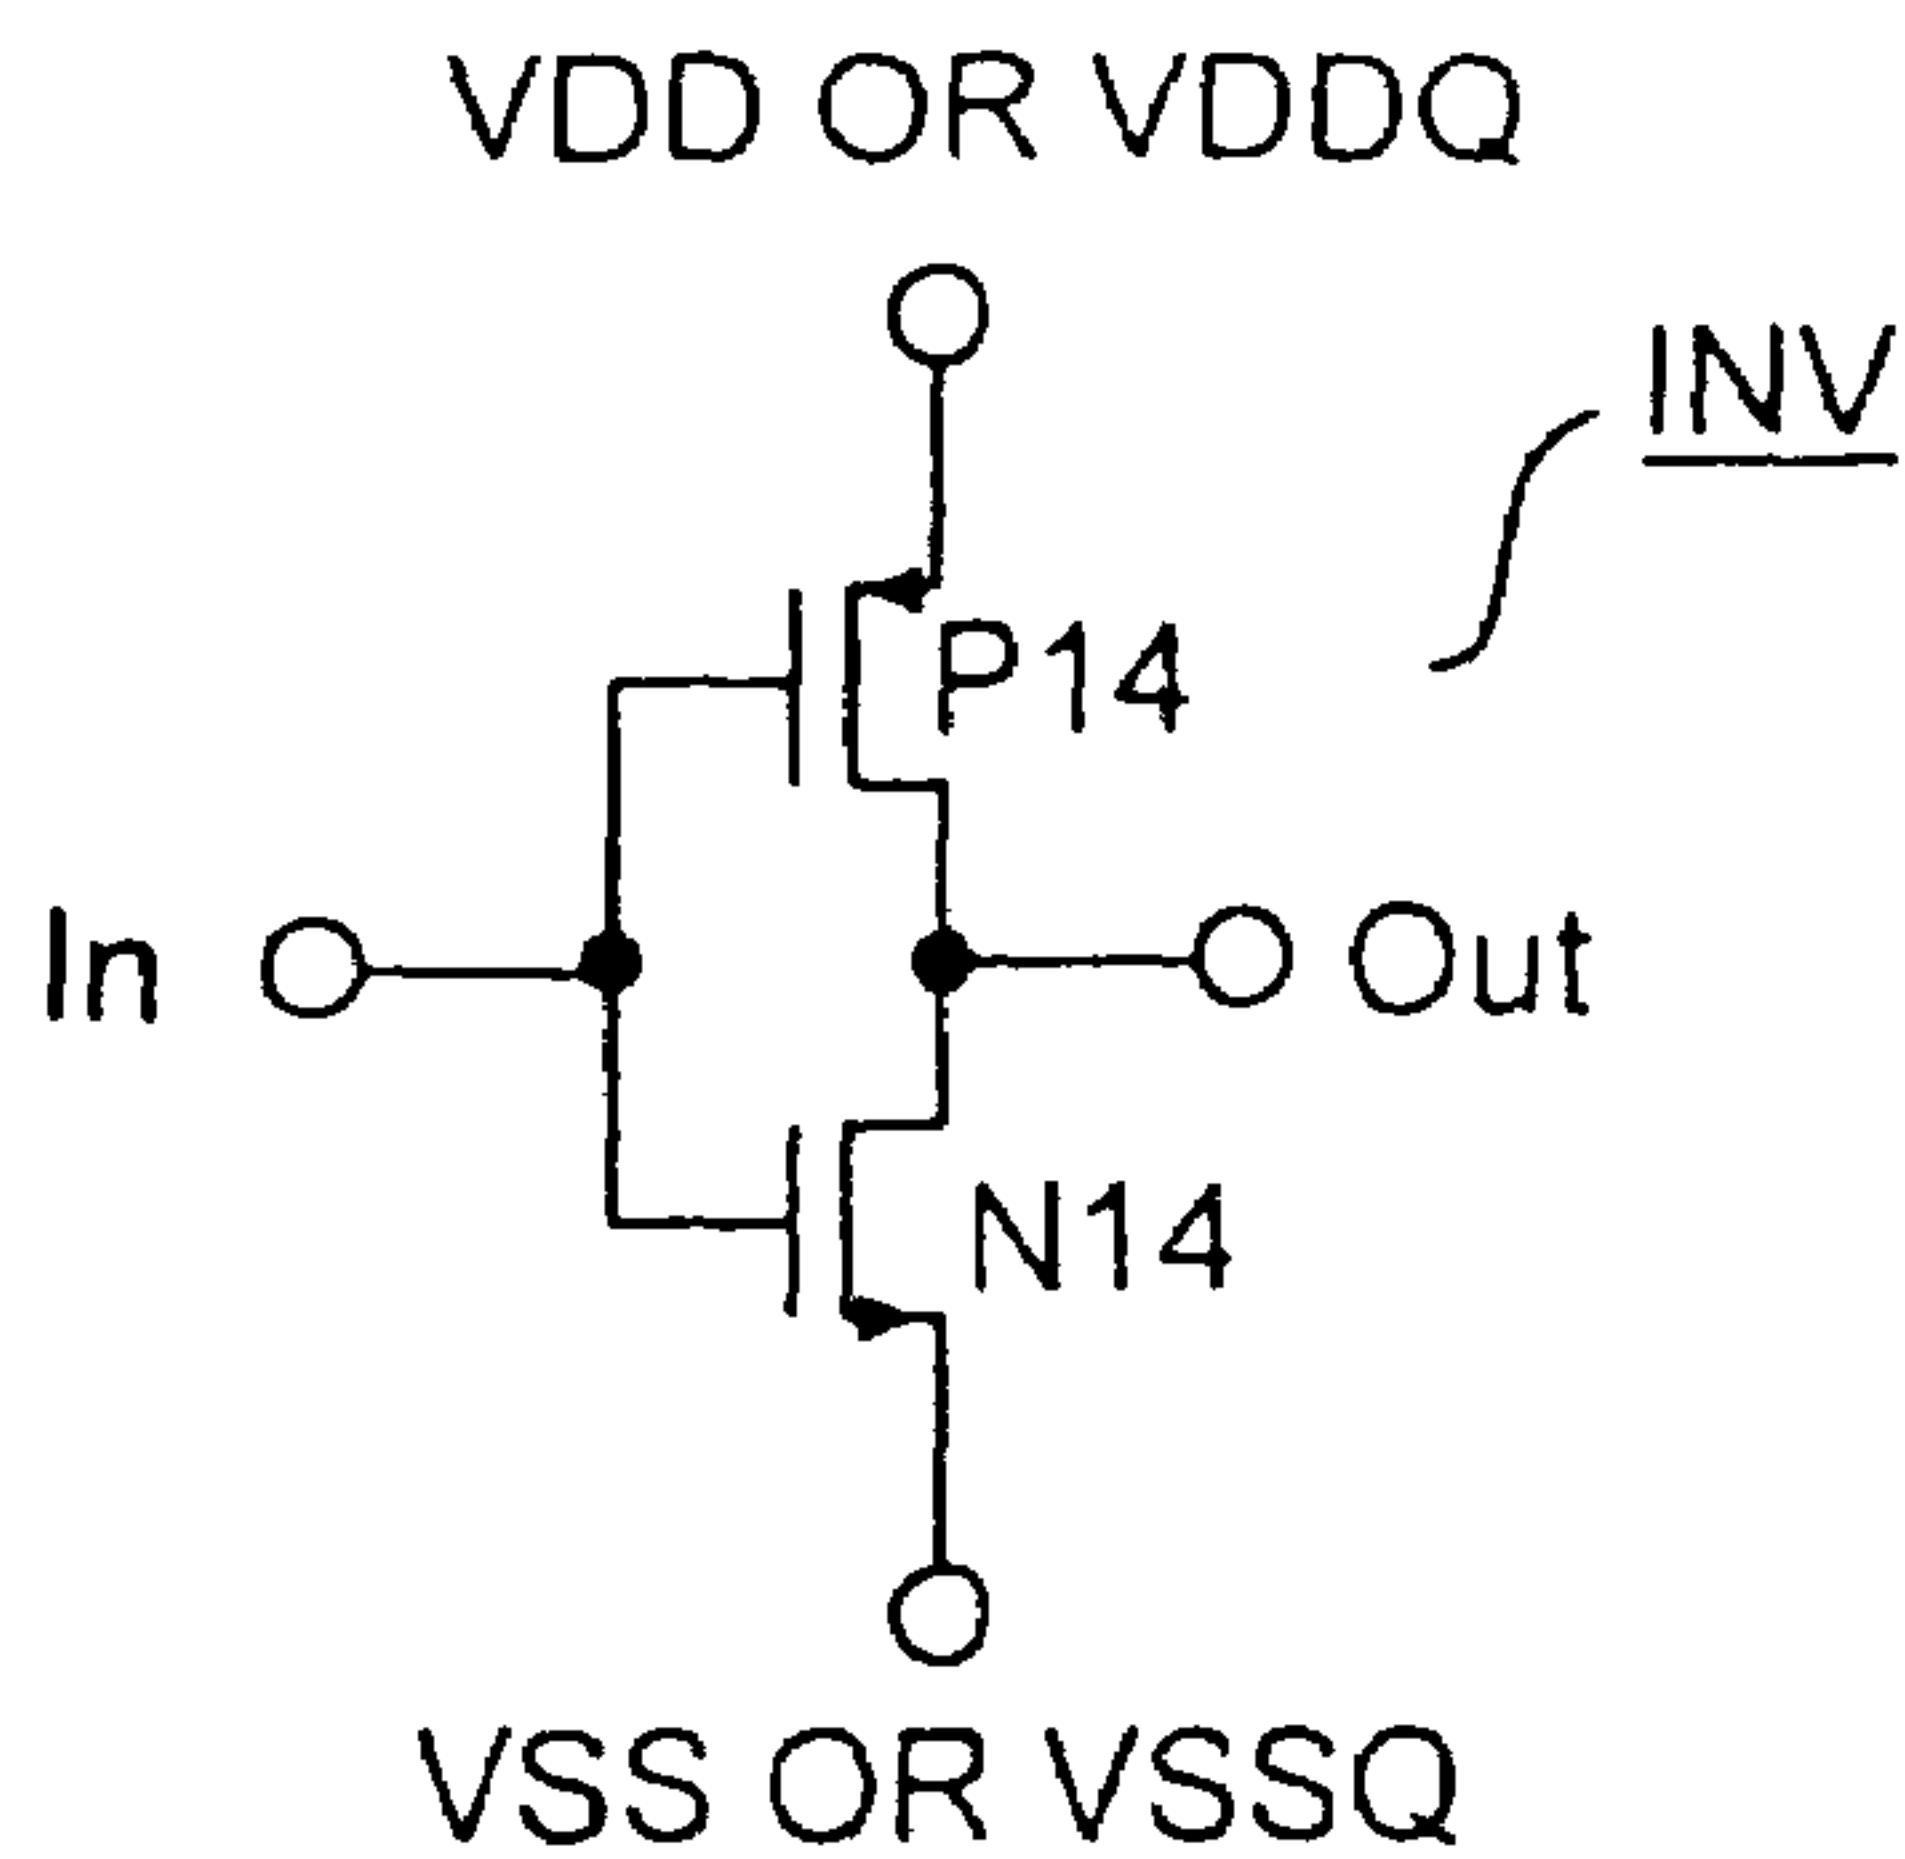 VDD OR VDDQ
INV
P14
In
Out
N14
VSS OR VSSQ